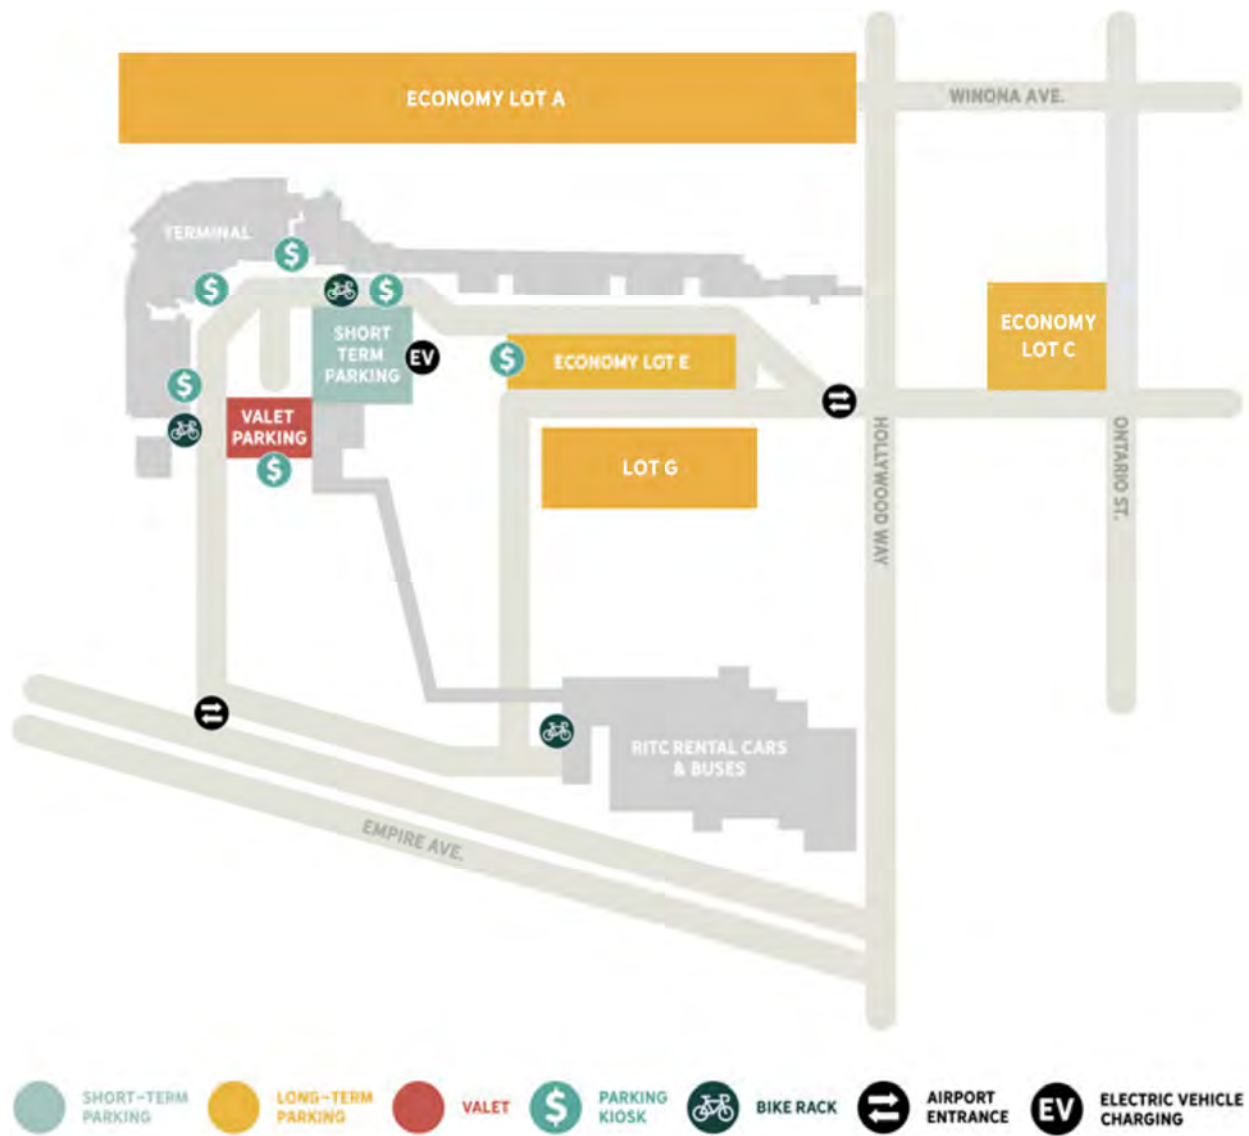 ECONOMY LOT A
WINONA AVE.
TERMINAL
$
$
$
SHORT
TERM
PARKING
EV
$
ECONOMY LOT E
ECONOMY
LOT C
$
VALET
PARKING
$
LOT G
HOLLYWOOD WAY
ONTARIO ST.
RITC RENTAL CARS
& BUSES
EMPIRE AVE.
SHORT-TERM
PARKING
LONG-TERM
PARKING
VALET
$
PARKING
KIOSK
BIKE RACK
AIRPORT
ENTRANCE
EV
ELECTRIC VEHICLE
CHARGING